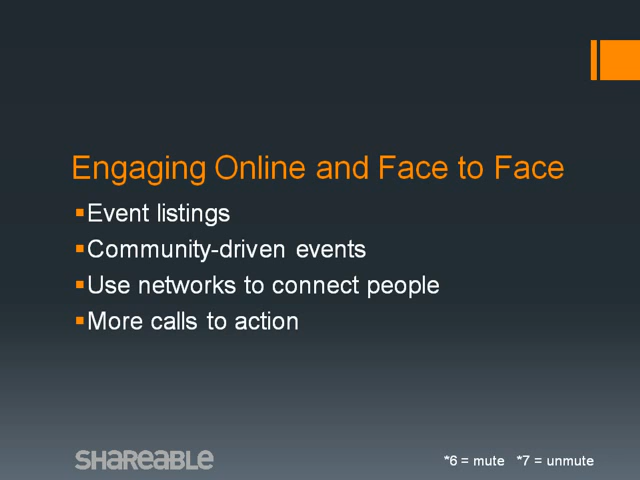 Engaging Online and Face to Face
▪Event listings
▪Community-driven events
▪Use networks to connect people
▪More calls to action
SHAREABLE
*6 = mute *7 = unmute